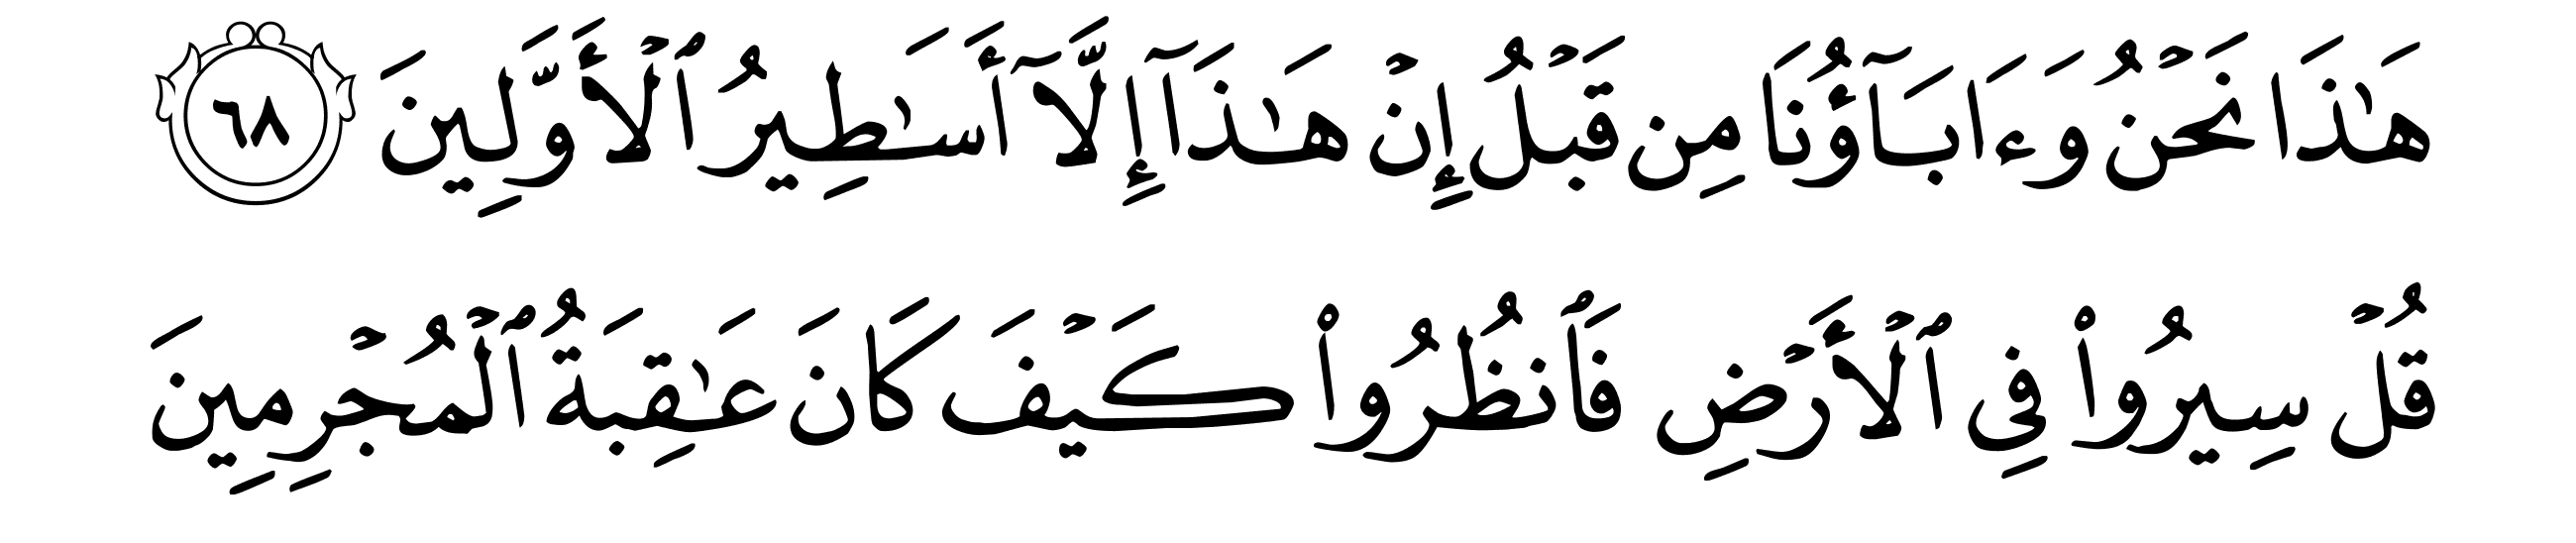 هَٰذَا نَحْنُ وَءَابَآؤُنَا مِن قَبْلُ إِنْ هَٰذَآ إِلَّآ أَسَٰطِيرُ ٱلْأَوَّلِينَ ٦٨
قُلْ سِيرُوا۟ فِى ٱلْأَرْضِ فَٱنظُرُوا۟ كَيْفَ كَانَ عَٰقِبَةُ ٱلْمُجْرِمِينَ